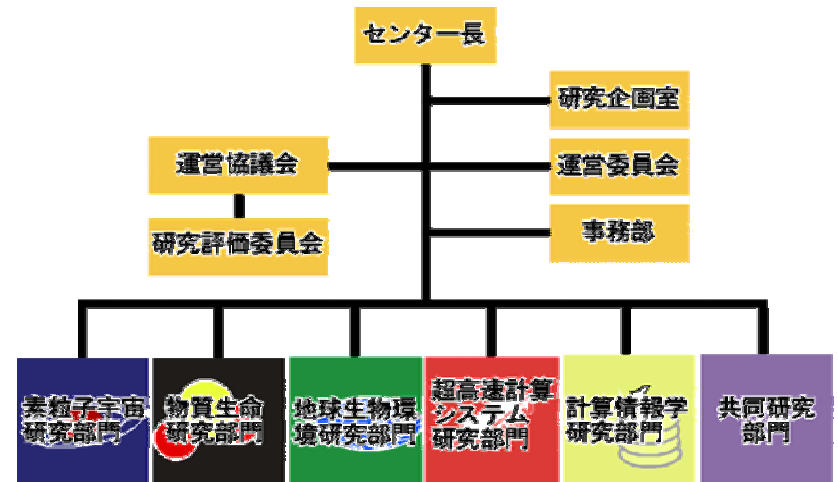 センター長
研究企画室
運営協議会
運営委員会
研究評価委員会
事務部
素粒子宇宙
研究部門
物質生命
研究部門
地球生物環
境研究部門
超高速計算
システム
研究部門
計算情報学
研究部門
共同研究
部門